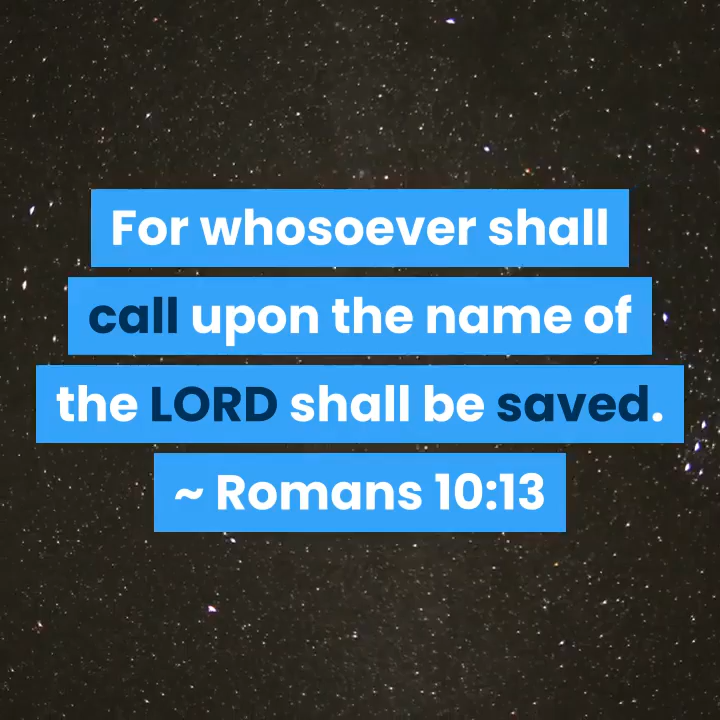 For whosoever shall
call upon the name of
the LORD shall be saved.
~ Romans 10:13